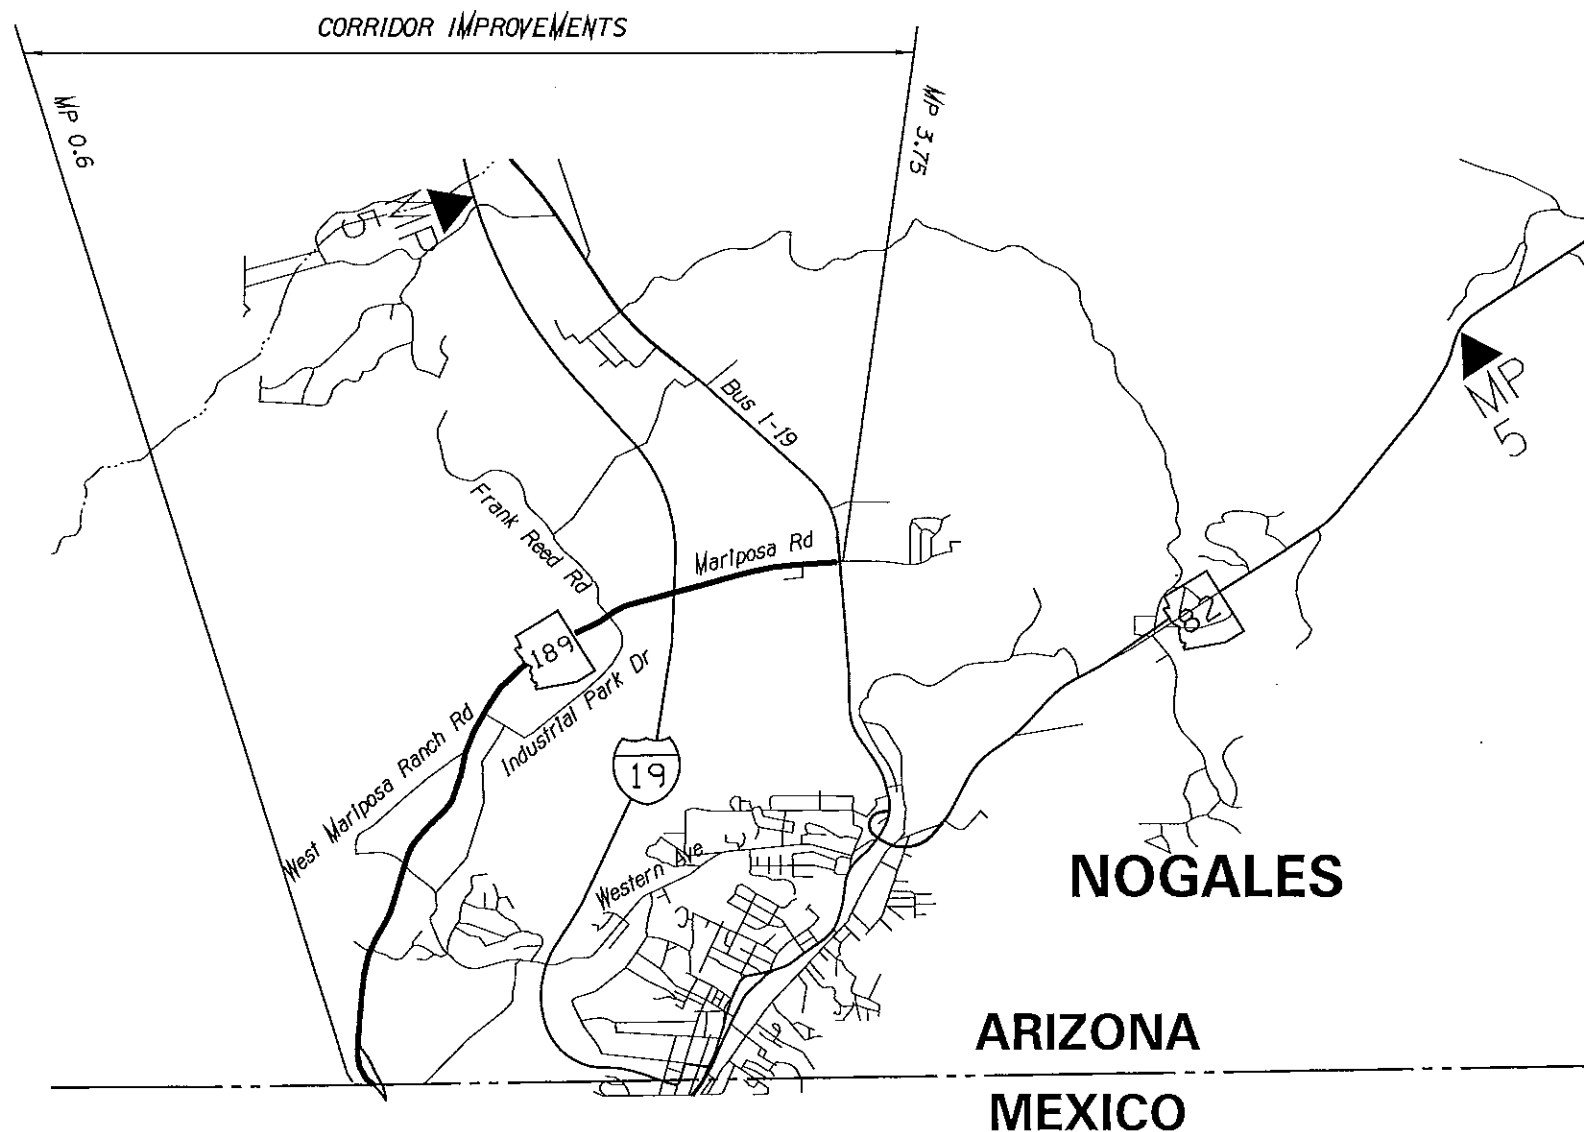 CORRIDOR IMPROVEMENTS
MP 0.6
MP 3.75
MP
5
MP
5
Bus I-19
Frank Reed Rd
Mariposa Rd
82
189
Industrial Park Dr
West Mariposa Ranch Rd
19
Western Ave
NOGALES
ARIZONA
MEXICO